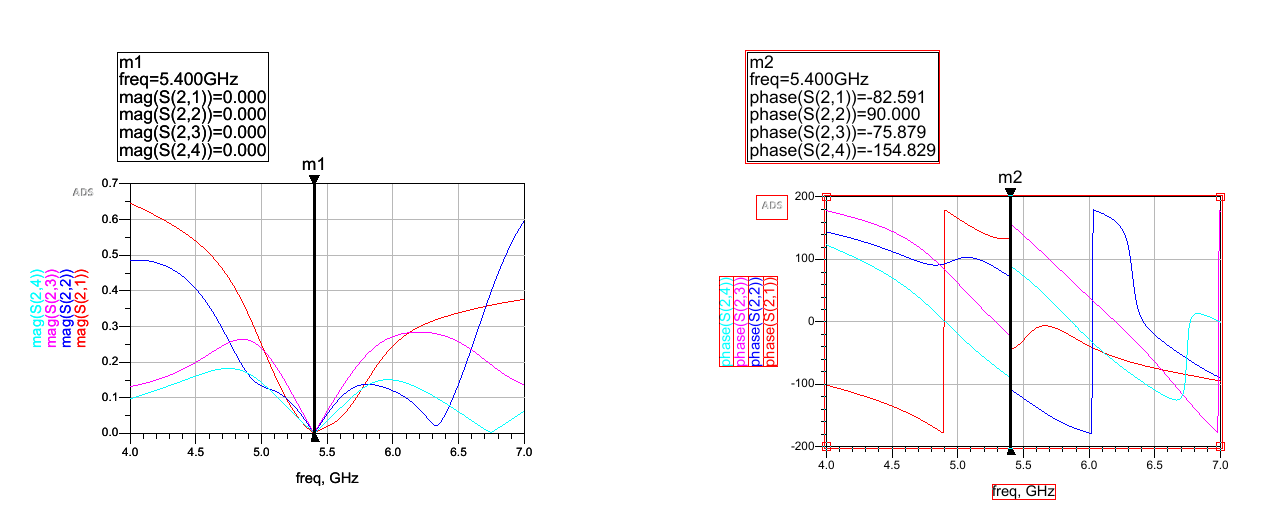 m1
freq=5.400GHz
mag(S(2,1))=0.000
mag(S(2,2))=0.000
mag(S(2,3))=0.000
mag(S(2,4))=0.000
m1
ADS
0.7
0.6
0.5
0.4
0.3
0.2
0.1
0.0
mag(S(2,4))
mag(S(2,3))
mag(S(2,2))
mag(S(2,1))
4.0 4.5 5.0 5.5 6.0 6.5 7.0
freq, GHz
m2
freq=5.400GHz
phase(S(2,1))=-82.591
phase(S(2,2))=90.000
phase(S(2,3))=-75.879
phase(S(2,4))=-154.829
m2
ADS
200
100
0
-100
-200
phase(S(2,4))
phase(S(2,3))
phase(S(2,2))
phase(S(2,1))
4.0 4.5 5.0 5.5 6.0 6.5 7.0
freq, GHz